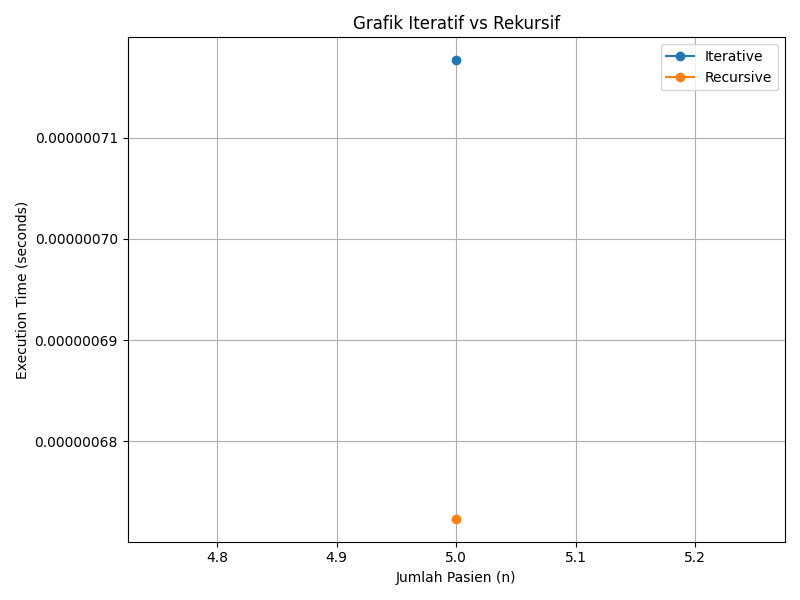 Grafik Iteratif vs Rekursif
Iterative
Recursive
Execution Time (seconds)
0.00000071
0.00000070
0.00000069
0.00000068
4.8
4.9
5.0
5.1
5.2
Jumlah Pasien (n)